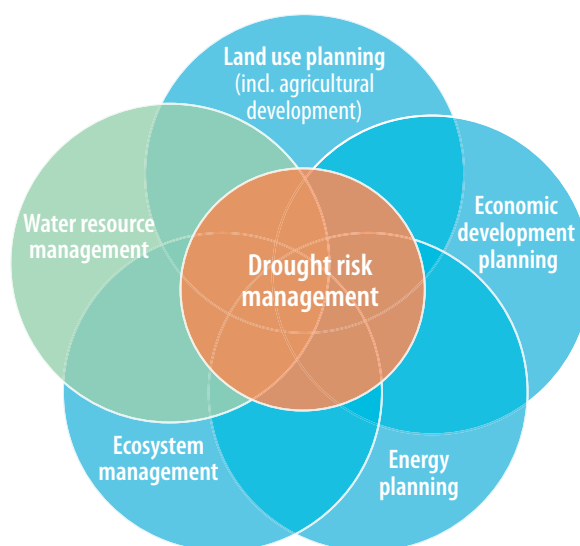 Land use planning
(incl. agricultural
development)
Water resource
management
Economic
development
planning
Drought risk
management
Ecosystem
management
Energy
planning